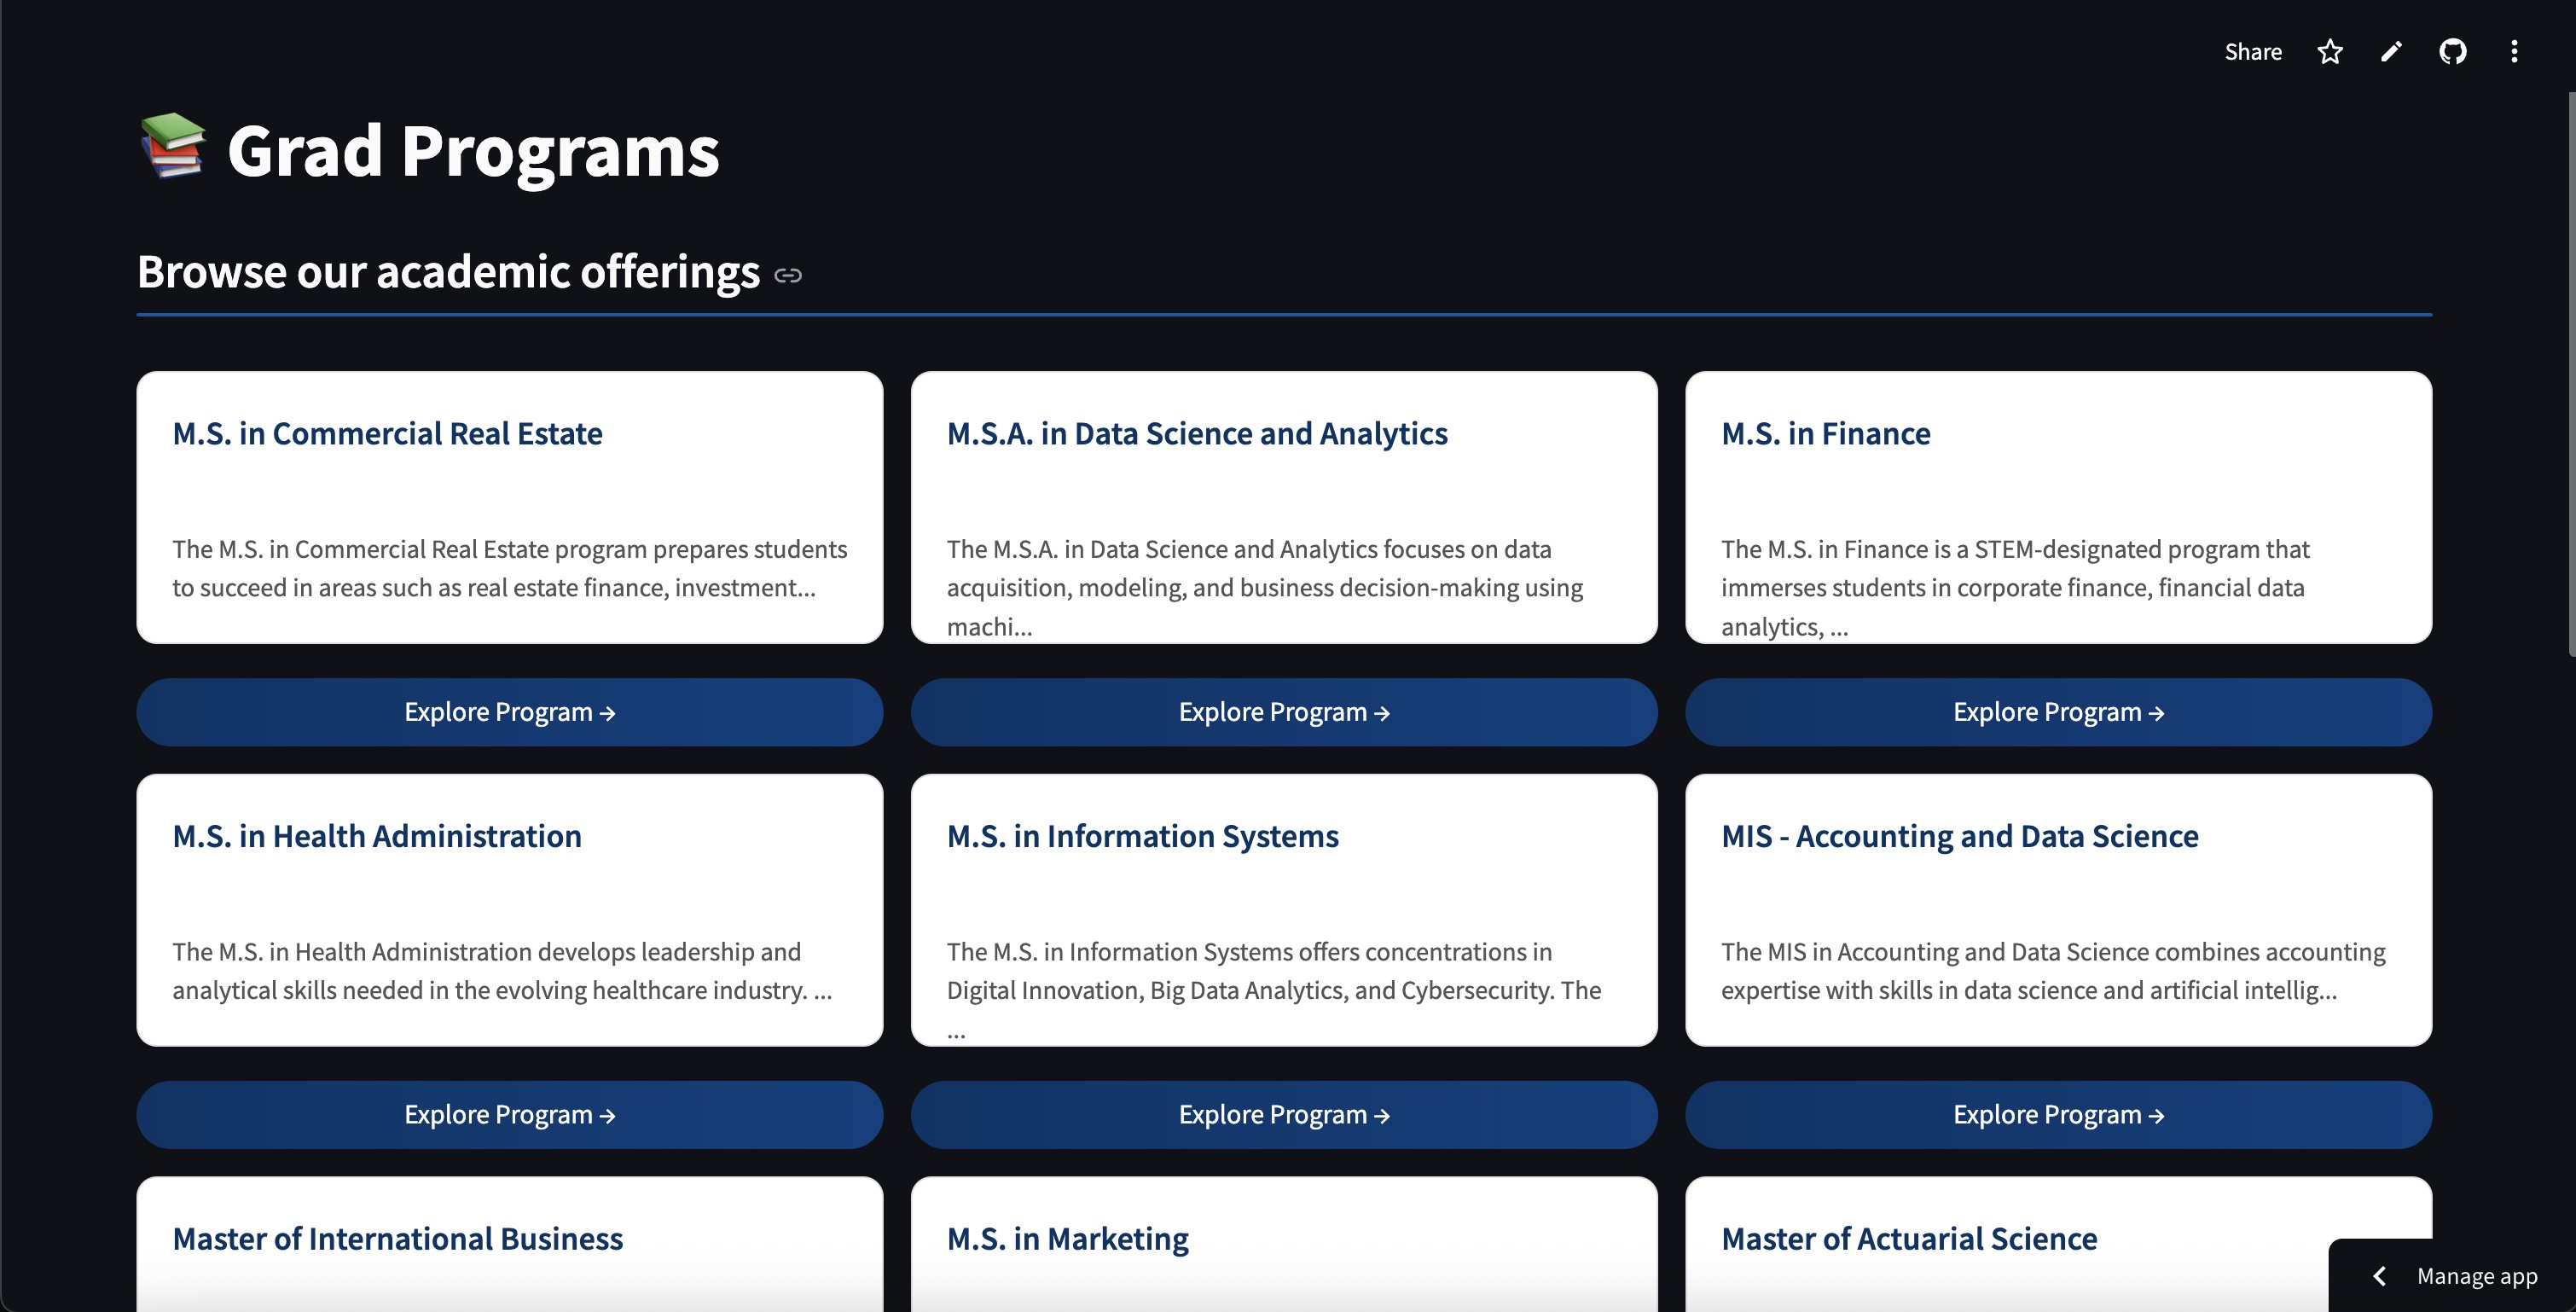 Share
Grad Programs
Browse our academic offerings
M.S. in Commercial Real Estate
The M.S. in Commercial Real Estate program prepares students
to succeed in areas such as real estate finance, investment...
Explore Program →
M.S.A. in Data Science and Analytics
The M.S.A. in Data Science and Analytics focuses on data
acquisition, modeling, and business decision-making using
machi...
Explore Program →
M.S. in Finance
The M.S. in Finance is a STEM-designated program that
immerses students in corporate finance, financial data
analytics, ...
Explore Program →
M.S. in Health Administration
The M.S. in Health Administration develops leadership and
analytical skills needed in the evolving healthcare industry. ...
Explore Program →
M.S. in Information Systems
The M.S. in Information Systems offers concentrations in
Digital Innovation, Big Data Analytics, and Cybersecurity. The
...
Explore Program →
MIS - Accounting and Data Science
The MIS in Accounting and Data Science combines accounting
expertise with skills in data science and artificial intellig...
Explore Program →
Master of International Business
M.S. in Marketing
Master of Actuarial Science
Manage app